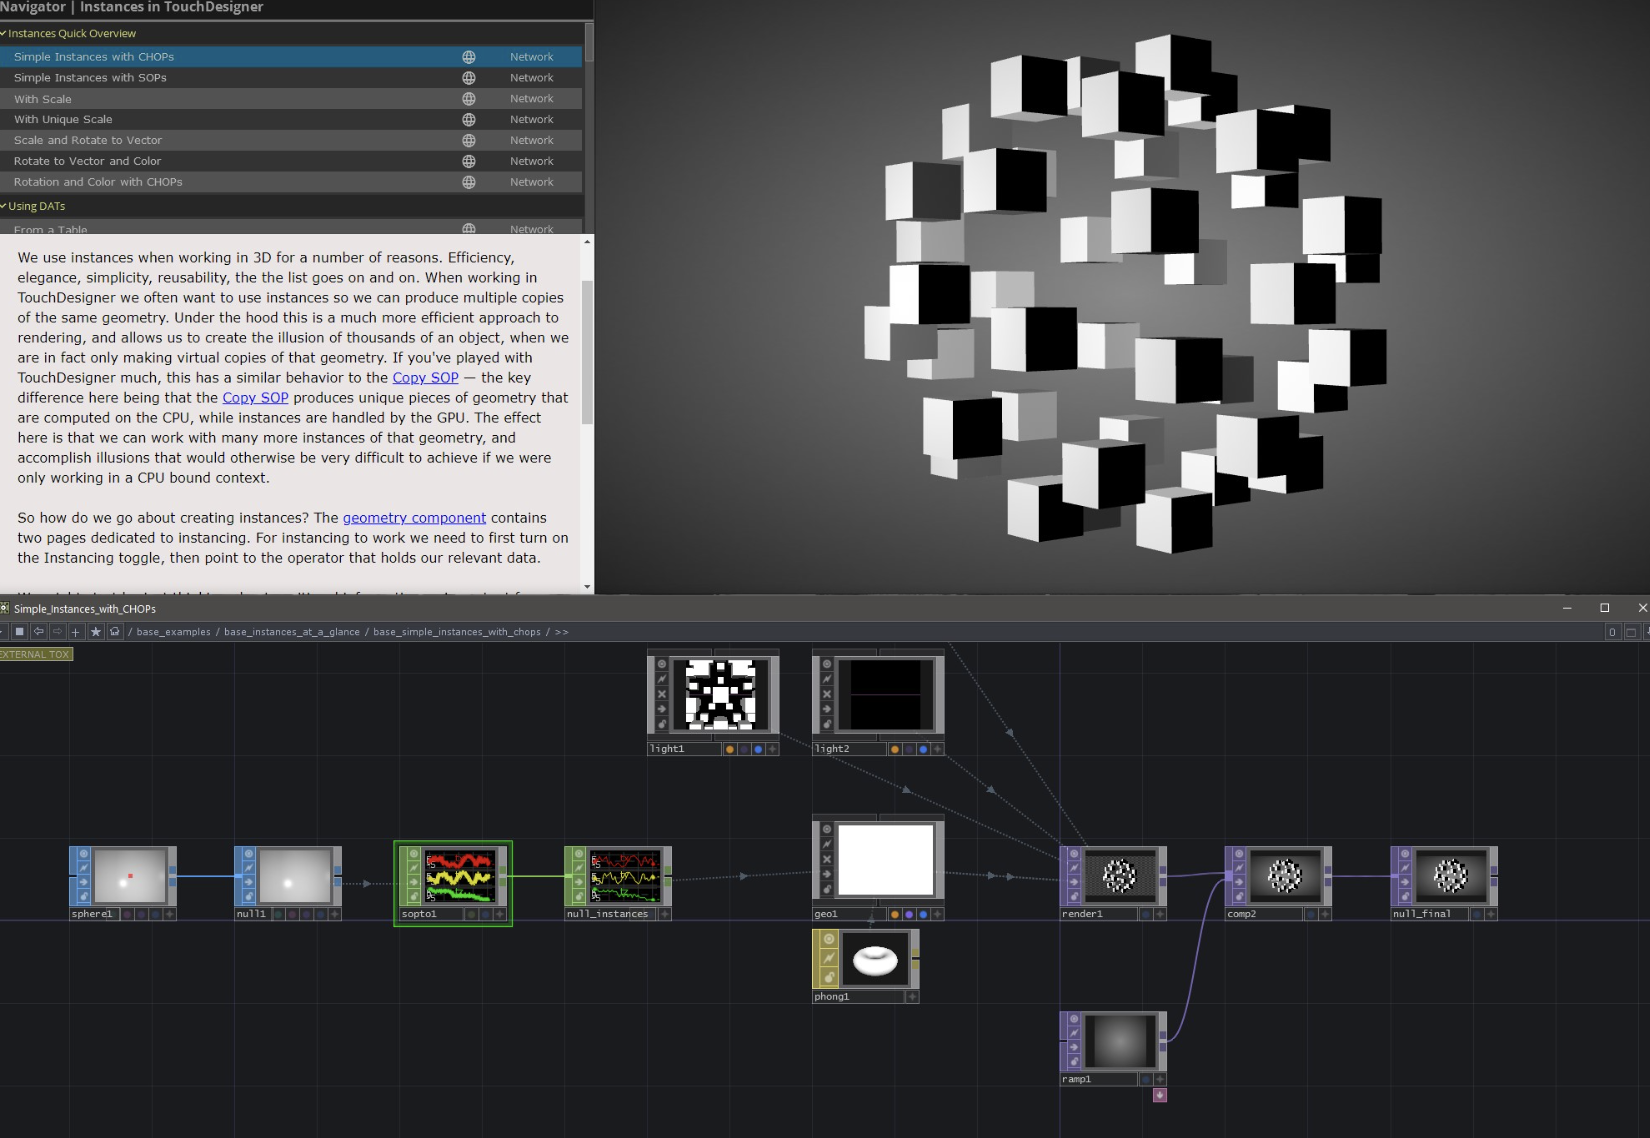 Navigator | Instances in TouchDesigner
Instances Quick Overview
Simple Instances with CHOPs Network
Simple Instances with SOPs Network
With Scale Network
With Unique Scale Network
Scale and Rotate to Vector Network
Rotate to Vector and Color Network
Rotation and Color with CHOPs Network
Using DATs
From a Table Network
We use instances when working in 3D for a number of reasons. Efficiency,
elegance, simplicity, reusability, the the list goes on and on. When working in
TouchDesigner we often want to use instances so we can produce multiple copies
of the same geometry. Under the hood this is a much more efficient approach to
rendering, and allows us to create the illusion of thousands of an object, when we
are in fact only making virtual copies of that geometry. If you've played with
TouchDesigner much, this has a similar behavior to the Copy SOP — the key
difference here being that the Copy SOP produces unique pieces of geometry that
are computed on the CPU, while instances are handled by the GPU. The effect
here is that we can work with many more instances of that geometry, and
accomplish illusions that would otherwise be very difficult to achieve if we were
only working in a CPU bound context.
So how do we go about creating instances? The geometry component contains
two pages dedicated to instancing. For instancing to work we need to first turn on
the Instancing toggle, then point to the operator that holds our relevant data.
Simple_Instances_with_CHOPs
/ base_examples / base_instances_at_a_glance / base_simple_instances_with_chops / >>
0
EXTERNAL TOX
light1
light2
sphere1
null1
sopto1
null_instances
geo1
render1
comp2
null_final
phong1
ramp1